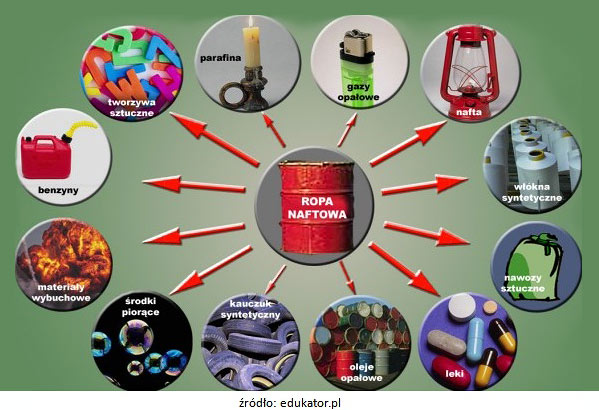 parafina
gazy
opałowe
tworzywa
sztuczne
nafta
benzyny
ROPA
NAFTOWA
włókna
syntetyczne
materiały
wybuchowe
nawozy
sztuczne
środki
piorące
kauczuk
syntetyczny
oleje
opałowe
leki
źródło: edukator.pl